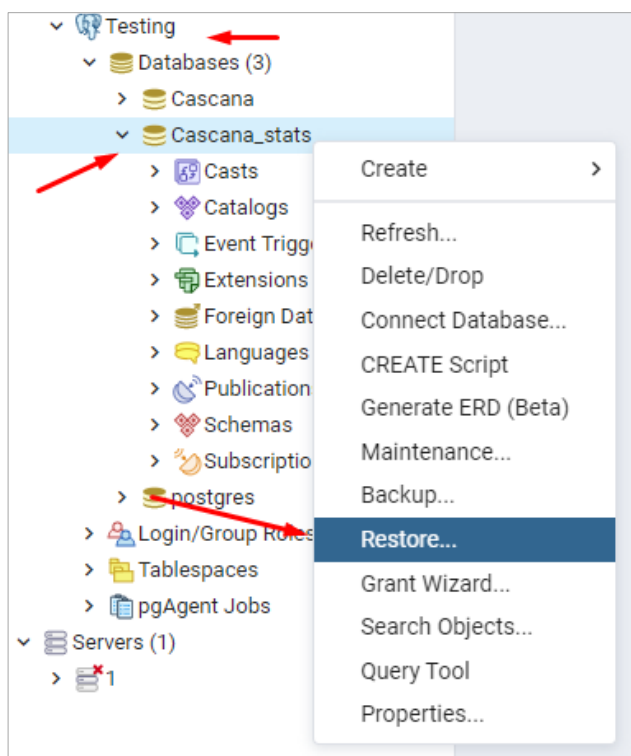 Testing
Databases (3)
Cascana
Cascana_stats
Casts
Catalogs
Event Trigg
Extensions
Foreign Dat
Languages
Publication
Schemas
Subscriptio
postgres
Login/Group Roles
Tablespaces
pgAgent Jobs
Servers (1)
1
Create
Refresh...
Delete/Drop
Connect Database...
CREATE Script
Generate ERD (Beta)
Maintenance...
Backup...
Restore...
Grant Wizard...
Search Objects...
Query Tool
Properties...